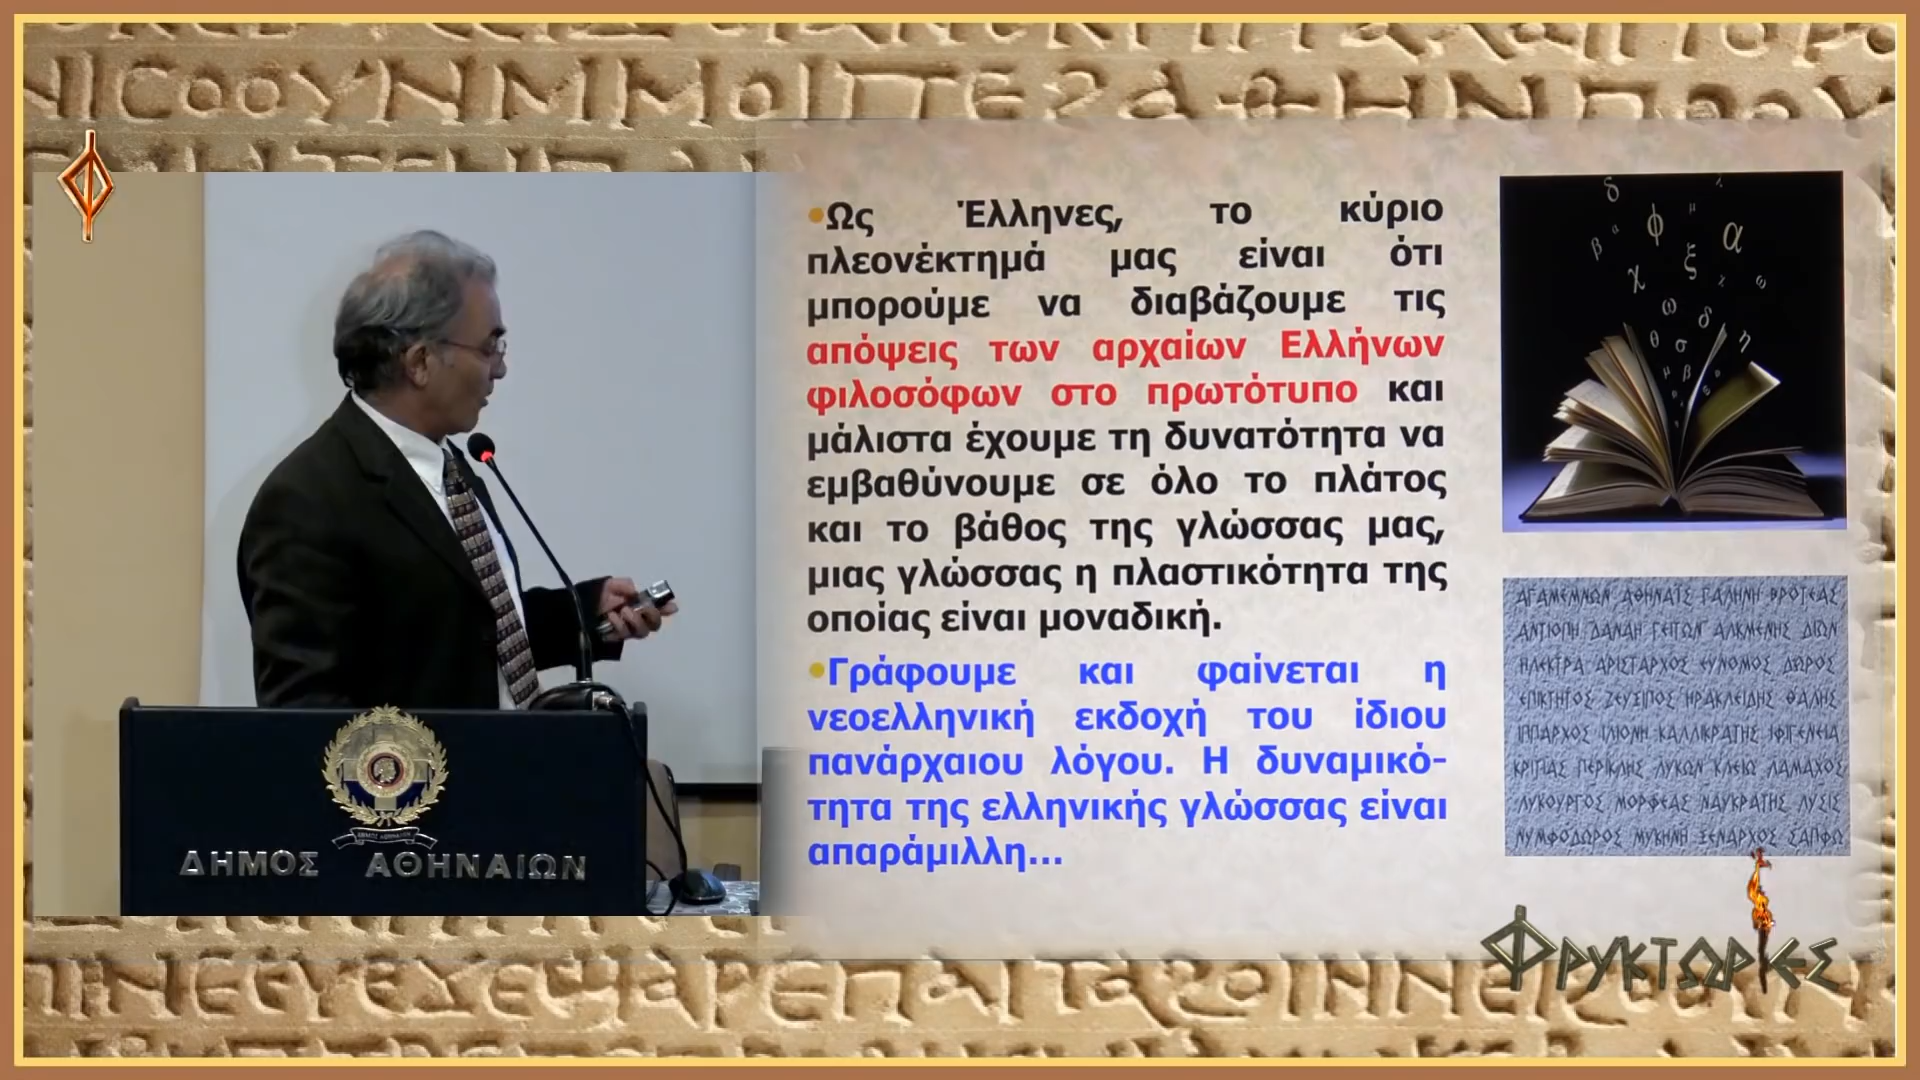 •Ως Έλληνες, το κύριο
πλεονέκτημά μας είναι ότι
μπορούμε να διαβάζουμε τις
απόψεις των αρχαίων Ελλήνων
φιλοσόφων στο πρωτότυπο και
μάλιστα έχουμε τη δυνατότητα να
εμβαθύνουμε σε όλο το πλάτος
και το βάθος της γλώσσας μας,
μιας γλώσσας η πλαστικότητα της
οποίας είναι μοναδική.
•Γράφουμε και φαίνεται η
νεοελληνική εκδοχή του ίδιου
πανάρχαιου λόγου. Η δυναμικό-
τητα της ελληνικής γλώσσας είναι
απαράμιλλη...
ΑΓΑΜΕΜΝΩΝ ΑΘΗΝΑΙΣ ΓΑΛΗΝΗ ΒΡΟΤΕΑΣ
ΑΝΤΙΟΠΗ ΔΑΝΑΗ ΓΕΙΤΩΝ ΑΛΚΜΕΝΗΣ ΔΙΩΝ
ΗΛΕΚΤΡΑ ΑΡΙΣΤΑΡΧΟΣ ΕΥΝΟΜΟΣ ΔΩΡΟΣ
ΕΠΙΚΤΗΤΟΣ ΖΕΥΞΙΠΟΣ ΗΡΑΚΛΕΙΔΗΣ ΘΑΛΗΣ
ΙΠΠΑΡΧΟΣ ΙΛΙΟΝΗ ΚΑΛΛΙΚΡΑΤΗΣ ΙΦΙΓΕΝΕΙΑ
ΚΡΙΤΙΑΣ ΠΕΡΙΚΛΗΣ ΛΥΚΩΝ ΚΛΕΙΩ ΛΑΜΑΧΟΣ
ΛΥΚΟΥΡΓΟΣ ΜΟΡΦΕΑΣ ΝΑΥΚΡΑΤΗΣ ΛΥΣΙΣ
ΝΥΜΦΟΔΩΡΟΣ ΜΥΚΗΝΗ ΞΕΝΑΡΧΟΣ ΣΑΠΦΩ
ΔΗΜΟΣ ΑΘΗΝΑΙΩΝ
ΦΡΥΚΤΩΡΙΕΣ